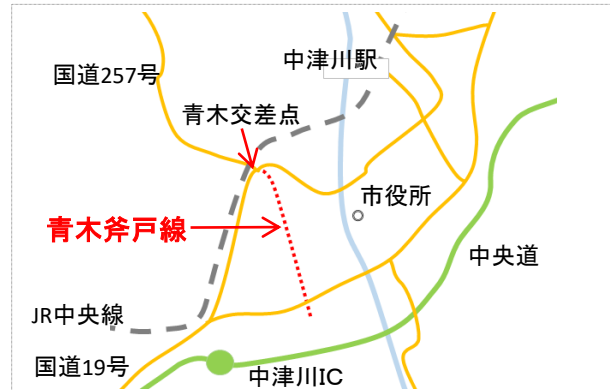 国道257号
中津川駅
青木交差点
市役所
青木斧戸線
中央道
JR中央線
国道19号
中津川IC